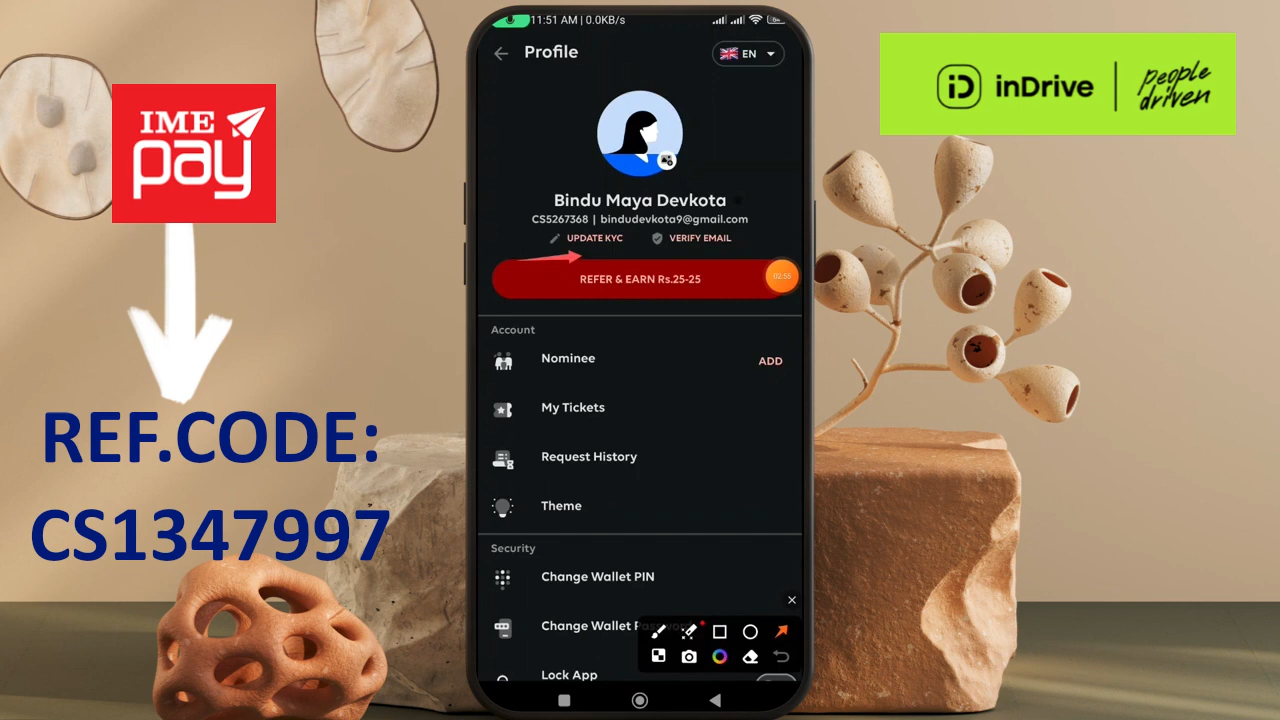 IME
pay
REF.CODE:
CS1347997
11:51 AM | 0.0KB/s
Profile
EN
Bindu Maya Devkota
CS5267368 | bindudevkota9@gmail.com
UPDATE KYC
VERIFY EMAIL
REFER & EARN Rs.25-25
02:55
Account
Nominee
ADD
My Tickets
Request History
Theme
Security
Change Wallet PIN
Change Wallet Password
Lock App
iD inDrive
people
driven